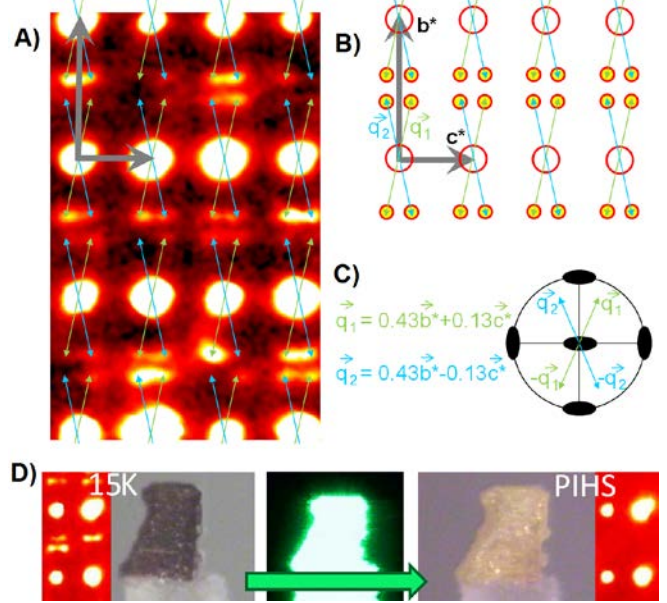 A)
B)
b*
q₂
q₁
c*
C)
q₁ = 0.43b*+0.13c*
q₂ = 0.43b*-0.13c*
q₂
q₁
-q₁
-q₂
D)
15K
PIHS